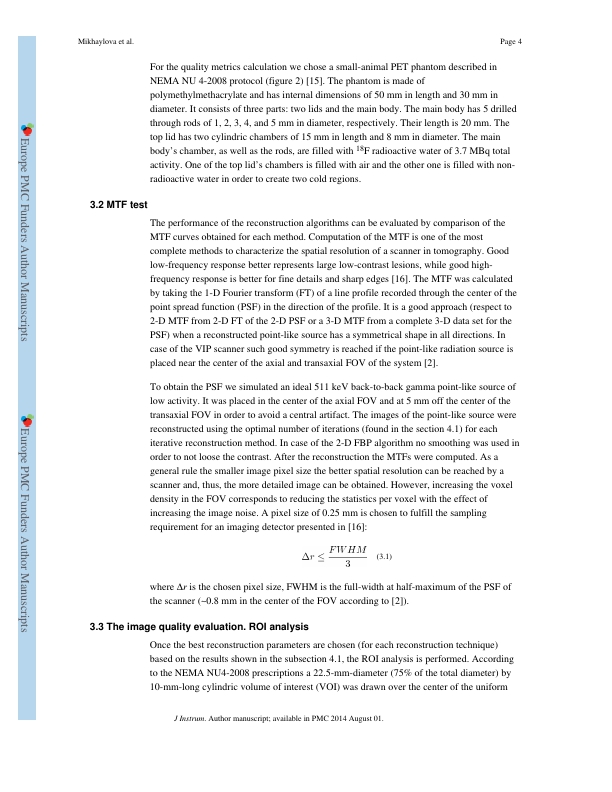 Mikhaylova et al.
Page 4
Europe PMC Funders Author Manuscripts
Europe PMC Funders Author Manuscripts
For the quality metrics calculation we chose a small-animal PET phantom described in
NEMA NU 4-2008 protocol (figure 2) [15]. The phantom is made of
polymethylmethacrylate and has internal dimensions of 50 mm in length and 30 mm in
diameter. It consists of three parts: two lids and the main body. The main body has 5 drilled
through rods of 1, 2, 3, 4, and 5 mm in diameter, respectively. Their length is 20 mm. The
top lid has two cylindric chambers of 15 mm in length and 8 mm in diameter. The main
body's chamber, as well as the rods, are filled with ¹⁸F radioactive water of 3.7 MBq total
activity. One of the top lid's chambers is filled with air and the other one is filled with non-
radioactive water in order to create two cold regions.
3.2 MTF test
The performance of the reconstruction algorithms can be evaluated by comparison of the
MTF curves obtained for each method. Computation of the MTF is one of the most
complete methods to characterize the spatial resolution of a scanner in tomography. Good
low-frequency response better represents large low-contrast lesions, while good high-
frequency response is better for fine details and sharp edges [16]. The MTF was calculated
by taking the 1-D Fourier transform (FT) of a line profile recorded through the center of the
point spread function (PSF) in the direction of the profile. It is a good approach (respect to
2-D MTF from 2-D FT of the 2-D PSF or a 3-D MTF from a complete 3-D data set for the
PSF) when a reconstructed point-like source has a symmetrical shape in all directions. In
case of the VIP scanner such good symmetry is reached if the point-like radiation source is
placed near the center of the axial and transaxial FOV of the system [2].
To obtain the PSF we simulated an ideal 511 keV back-to-back gamma point-like source of
low activity. It was placed in the center of the axial FOV and at 5 mm off the center of the
transaxial FOV in order to avoid a central artifact. The images of the point-like source were
reconstructed using the optimal number of iterations (found in the section 4.1) for each
iterative reconstruction method. In case of the 2-D FBP algorithm no smoothing was used in
order to not loose the contrast. After the reconstruction the MTFs were computed. As a
general rule the smaller image pixel size the better spatial resolution can be reached by a
scanner and, thus, the more detailed image can be obtained. However, increasing the voxel
density in the FOV corresponds to reducing the statistics per voxel with the effect of
increasing the image noise. A pixel size of 0.25 mm is chosen to fulfill the sampling
requirement for an imaging detector presented in [16]:
Δr ≤ FWHM/3 (3.1)
where Δr is the chosen pixel size, FWHM is the full-width at half-maximum of the PSF of
the scanner (−0.8 mm in the center of the FOV according to [2]).
3.3 The image quality evaluation. ROI analysis
Once the best reconstruction parameters are chosen (for each reconstruction technique)
based on the results shown in the subsection 4.1, the ROI analysis is performed. According
to the NEMA NU4-2008 prescriptions a 22.5-mm-diameter (75% of the total diameter) by
10-mm-long cylindric volume of interest (VOI) was drawn over the center of the uniform
J Instrum. Author manuscript; available in PMC 2014 August 01.